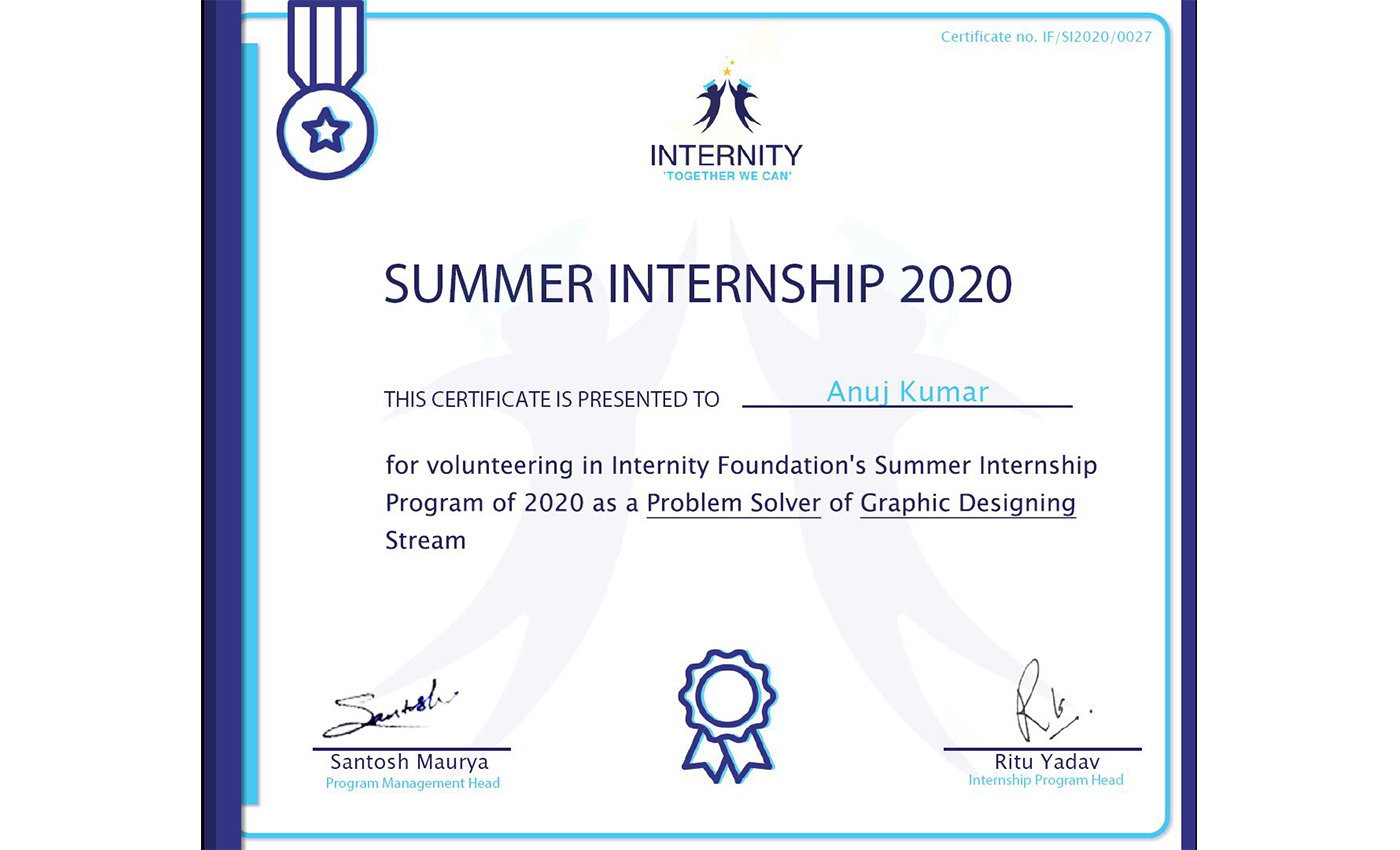 Certificate no. IF/SI2020/0027
INTERNITY
'TOGETHER WE CAN'
SUMMER INTERNSHIP 2020
THIS CERTIFICATE IS PRESENTED TO Anuj Kumar
for volunteering in Internity Foundation's Summer Internship
Program of 2020 as a Problem Solver of Graphic Designing
Stream
Santosh
Santosh Maurya
Program Management Head
Ritu Yadav
Internship Program Head